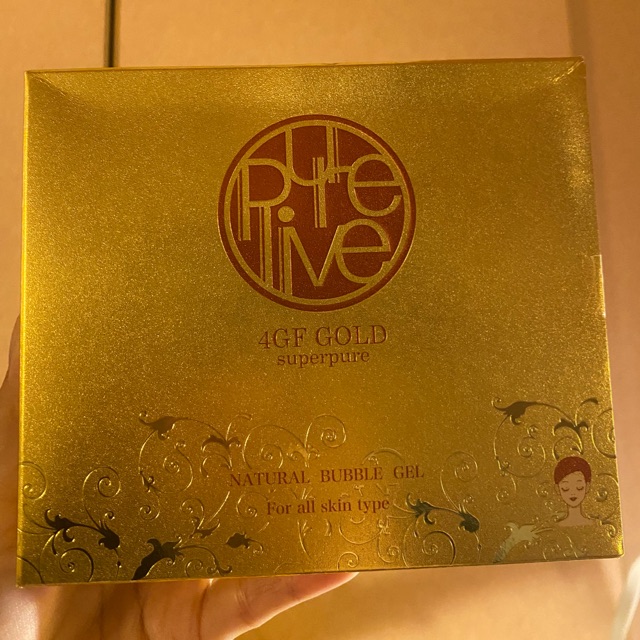 Pure
live
4GF GOLD
superpure
NATURAL BUBBLE GEL
For all skin type